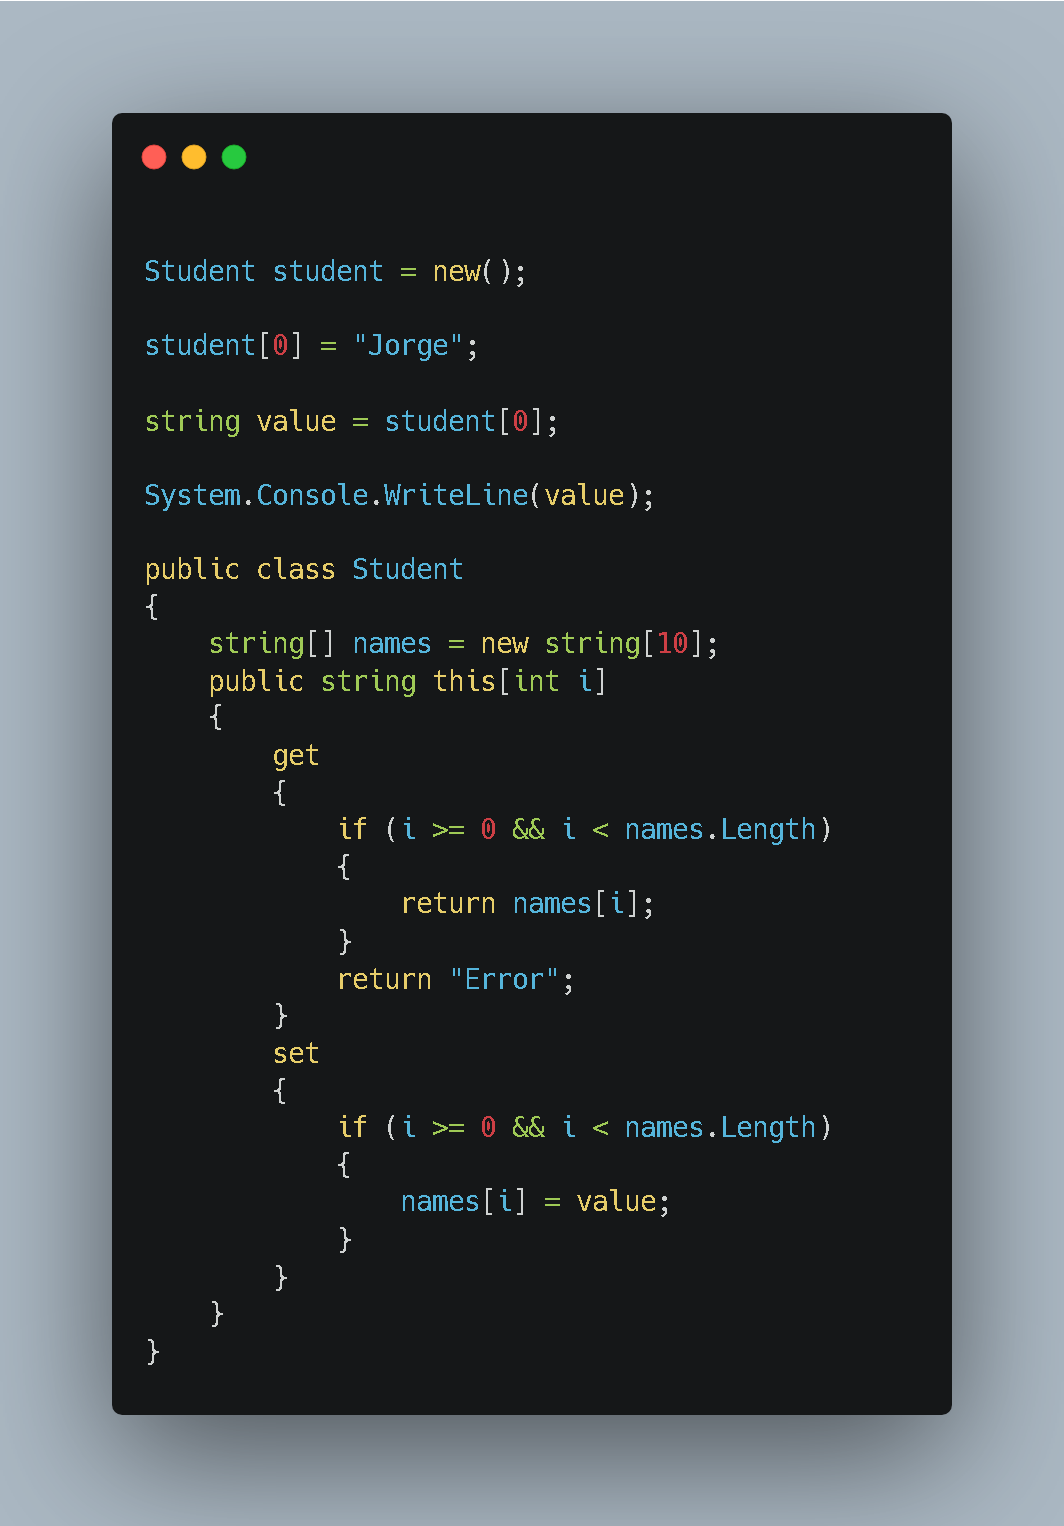 Student student = new();
student[0] = "Jorge";
string value = student[0];
System.Console.WriteLine(value);
public class Student
{
    string[] names = new string[10];
    public string this[int i]
    {
        get
        {
            if (i >= 0 && i < names.Length)
            {
                return names[i];
            }
            return "Error";
        }
        set
        {
            if (i >= 0 && i < names.Length)
            {
                names[i] = value;
            }
        }
    }
}